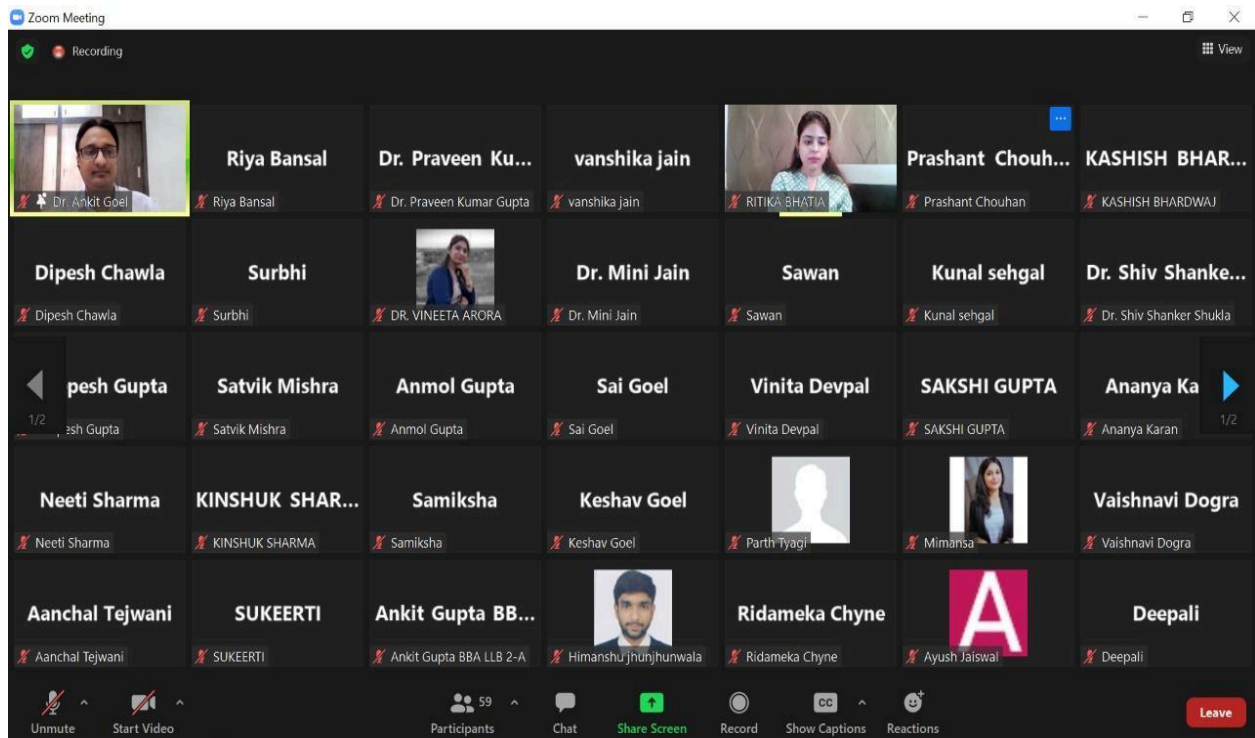 Zoom Meeting
Recording
View
Dr. Ankit Goel
Riya Bansal
Riya Bansal
Dr. Praveen Ku...
Dr. Praveen Kumar Gupta
vanshika jain
vanshika jain
RITIKA BHATIA
Prashant Chouh...
Prashant Chouhan
KASHISH BHAR...
KASHISH BHARDWAJ
Dipesh Chawla
Dipesh Chawla
Surbhi
Surbhi
DR. VINEETA ARORA
Dr. Mini Jain
Dr. Mini Jain
Sawan
Sawan
Kunal sehgal
Kunal sehgal
Dr. Shiv Shanke...
Dr. Shiv Shanker Shukla
1/2
pesh Gupta
esh Gupta
Satvik Mishra
Satvik Mishra
Anmol Gupta
Anmol Gupta
Sai Goel
Sai Goel
Vinita Devpal
Vinita Devpal
SAKSHI GUPTA
SAKSHI GUPTA
Ananya Ka
Ananya Karan
1/2
Neeti Sharma
Neeti Sharma
KINSHUK SHAR...
KINSHUK SHARMA
Samiksha
Samiksha
Keshav Goel
Keshav Goel
Parth Tyagi
Mimansa
Vaishnavi Dogra
Vaishnavi Dogra
Aanchal Tejwani
Aanchal Tejwani
SUKEERTI
SUKEERTI
Ankit Gupta BB...
Ankit Gupta BBA LLB 2-A
Himanshu jhunjhunwala
Ridameka Chyne
Ridameka Chyne
A
Ayush Jaiswal
Deepali
Deepali
Unmute
Start Video
59
Participants
Chat
Share Screen
Record
CC
Show Captions
Reactions
Leave